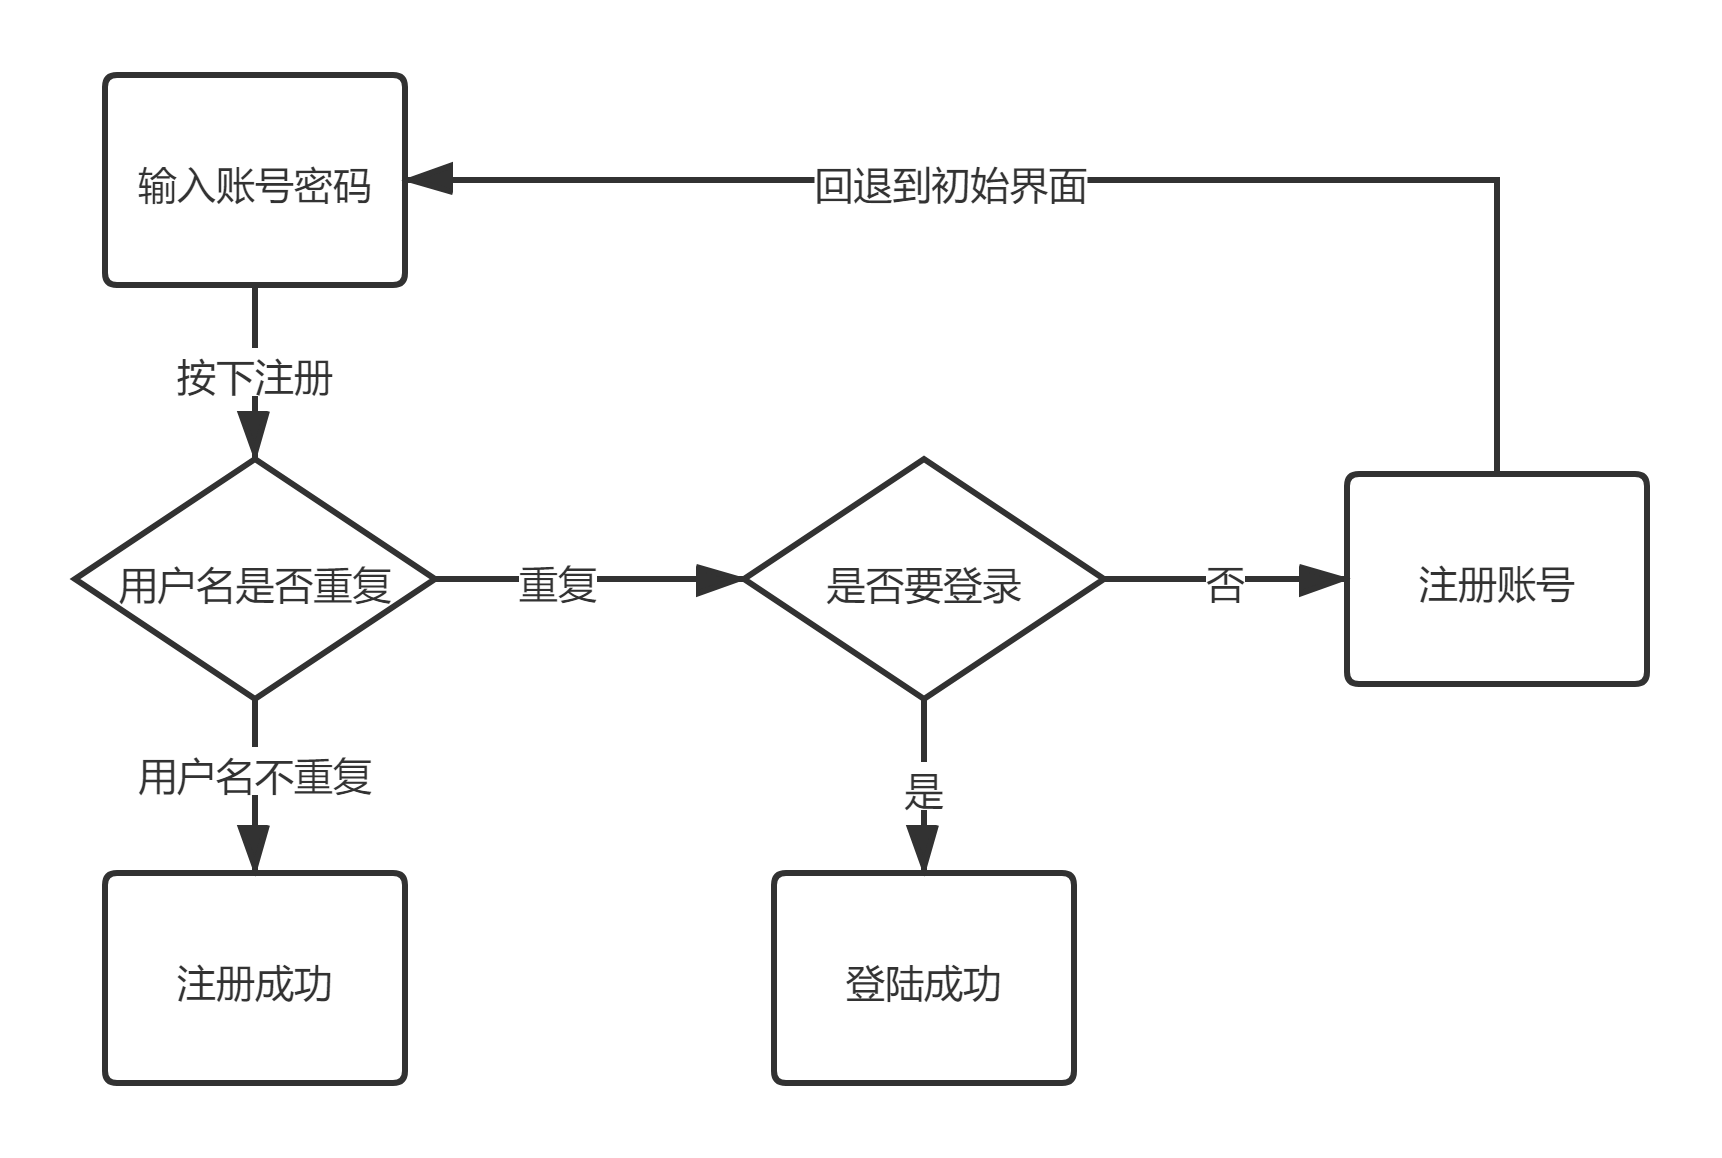 输入账号密码
回退到初始界面
按下注册
用户名是否重复
重复
是否要登录
否
注册账号
用户名不重复
是
注册成功
登陆成功